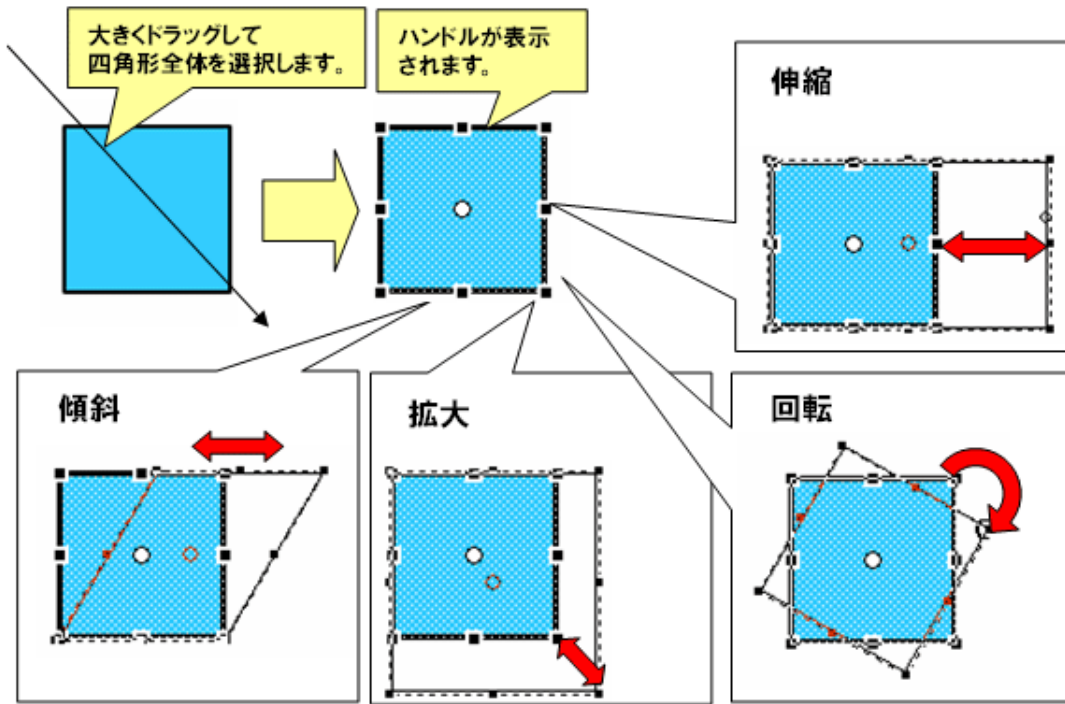 大きくドラッグして
四角形全体を選択します。
ハンドルが表示
されます。
伸縮
傾斜
拡大
回転